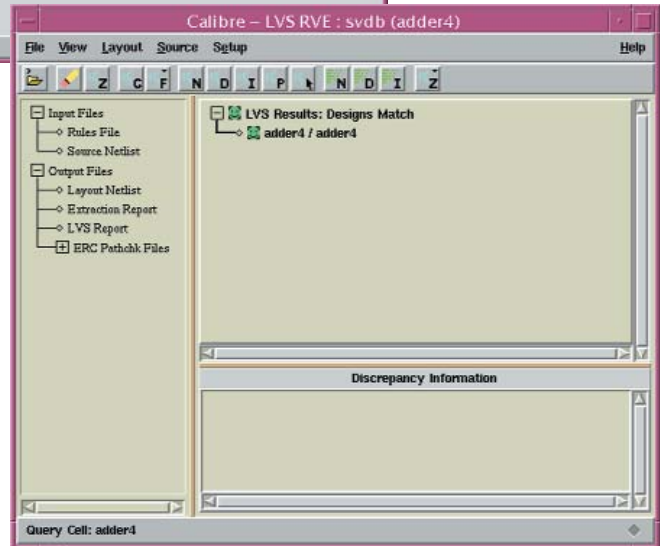 Calibre – LVS RVE : svdb (adder4)
File View Layout Source Setup Help
Z C F N D I P N D I Z
Input Files
Rules File
Source Netlist
Output Files
Layout Netlist
Extraction Report
LVS Report
ERC Pathchk Files
LVS Results: Designs Match
adder4 / adder4
Discrepancy Information
Query Cell: adder4